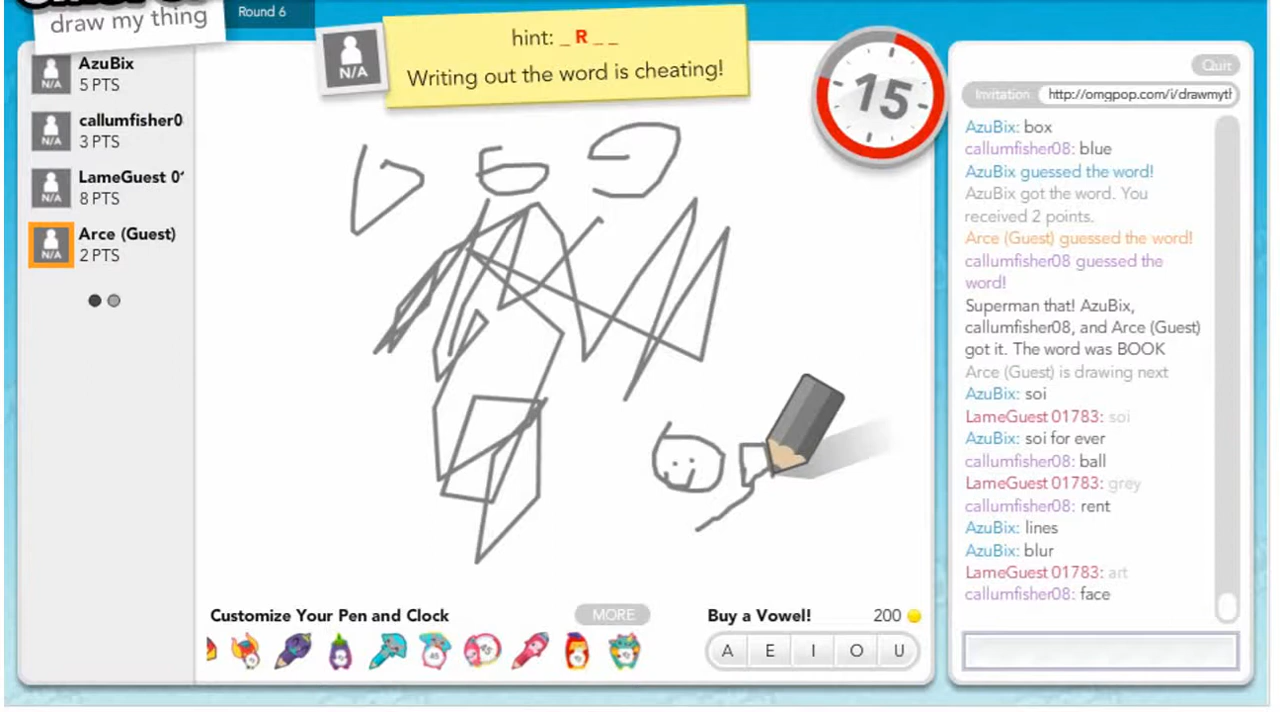 draw my thing
Round 6
hint: _ R _ _
Writing out the word is cheating!
N/A
15
N/A
AzuBix
5 PTS
N/A
callumfisher0
3 PTS
N/A
LameGuest 0
8 PTS
N/A
Arce (Guest)
2 PTS
Quit
Invitation http://omgpop.com/i/drawmyth
AzuBix: box
callumfisher08: blue
AzuBix guessed the word!
AzuBix got the word. You
received 2 points.
Arce (Guest) guessed the word!
callumfisher08 guessed the
word!
Superman that! AzuBix,
callumfisher08, and Arce (Guest)
got it. The word was BOOK
Arce (Guest) is drawing next
AzuBix: soi
LameGuest 01783: soi
AzuBix: soi for ever
callumfisher08: ball
LameGuest 01783: grey
callumfisher08: rent
AzuBix: lines
AzuBix: blur
LameGuest 01783: art
callumfisher08: face
Customize Your Pen and Clock
MORE
Buy a Vowel!
200
A E I O U